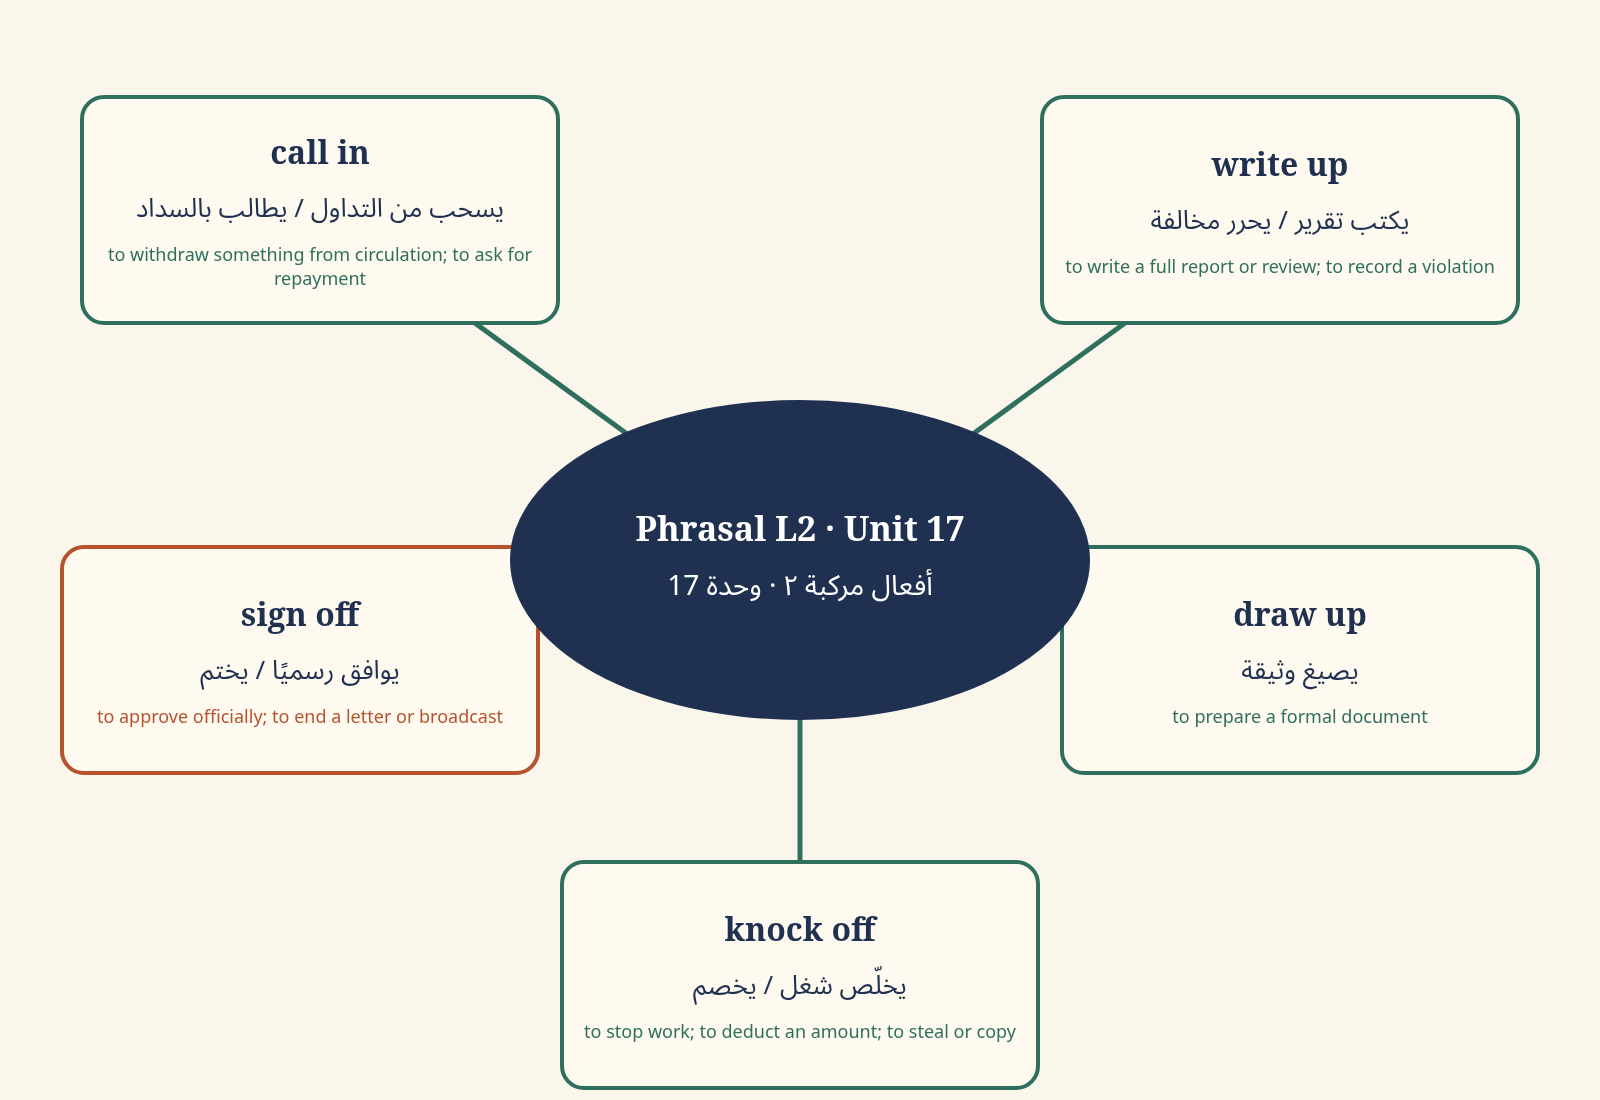 call in
يسحب من التداول / يطالب بالسداد
to withdraw something from circulation; to ask for
repayment
write up
يكتب تقرير / يحرر مخالفة
to write a full report or review; to record a violation
Phrasal L2 · Unit 17
أفعال مركبة ٢ · وحدة 17
sign off
يوافق رسميًا / يختم
to approve officially; to end a letter or broadcast
draw up
يصيغ وثيقة
to prepare a formal document
knock off
يخلّص شغل / يخصم
to stop work; to deduct an amount; to steal or copy